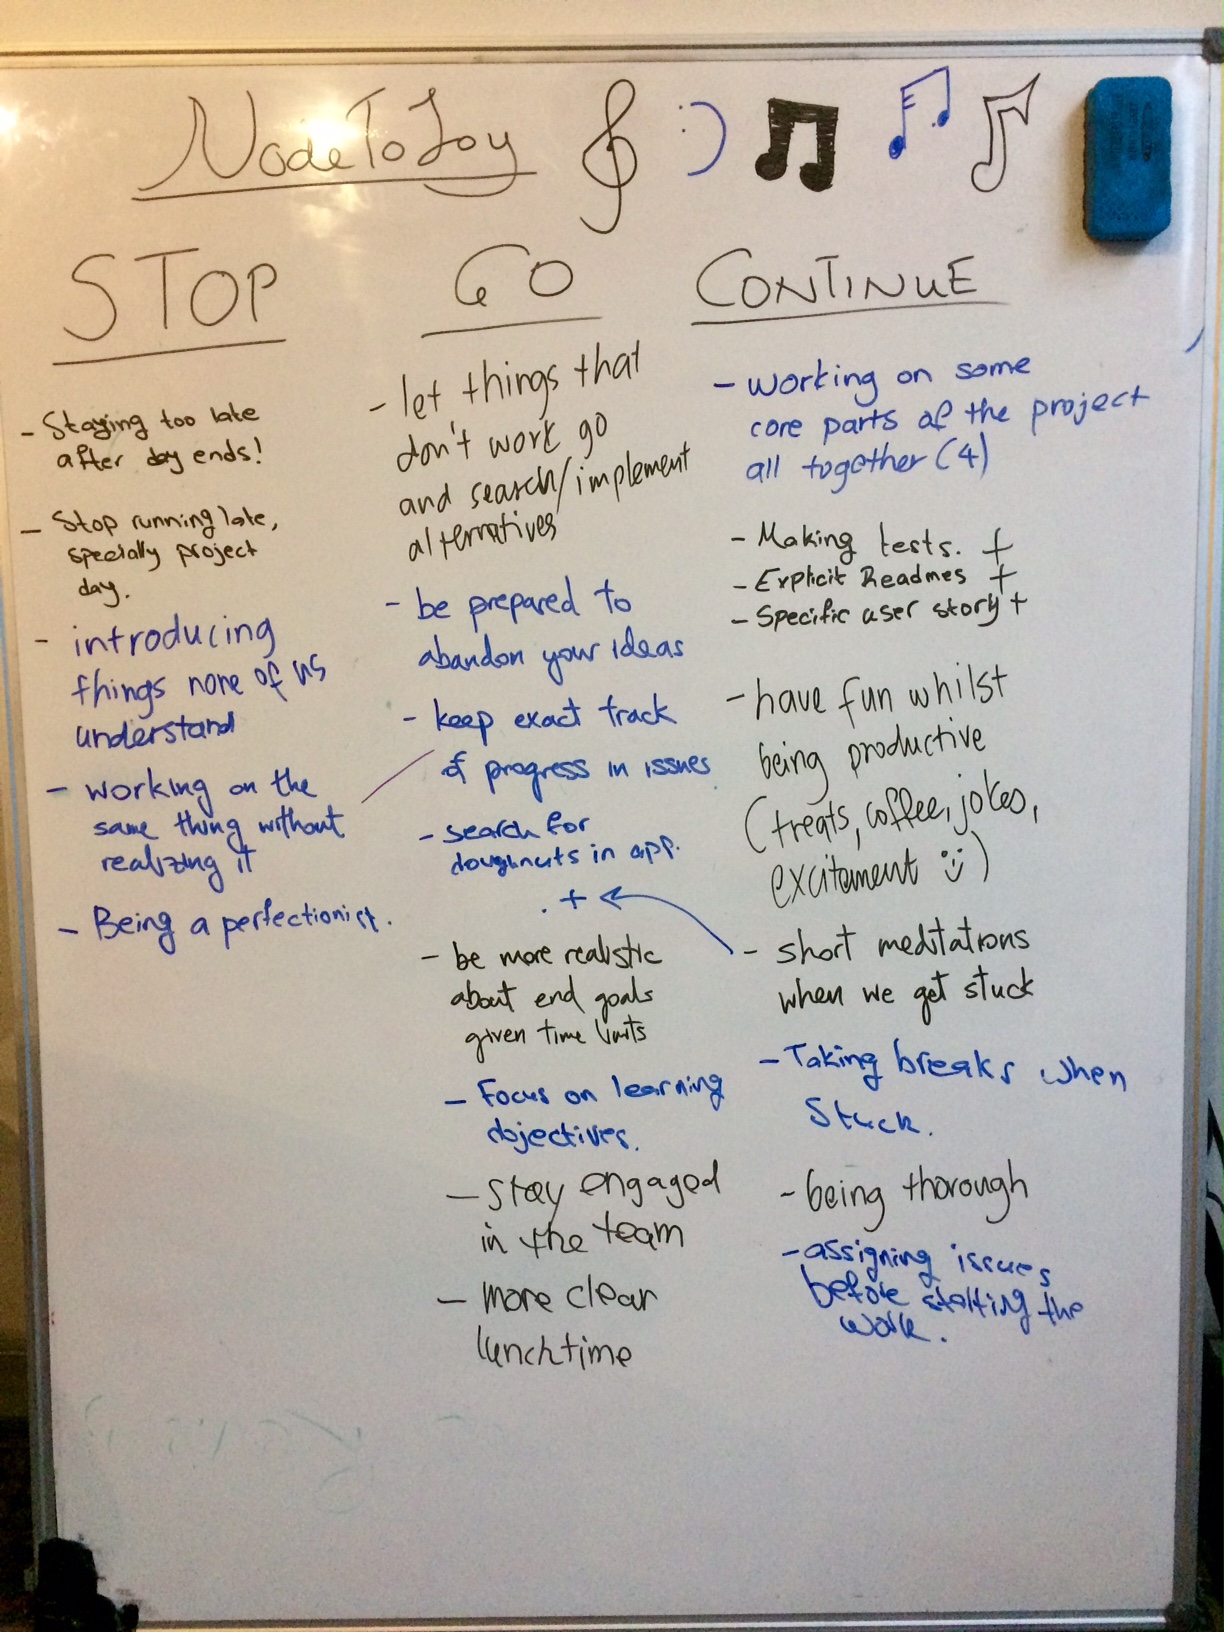 NodeToJoy
STOP
- Staying too late
after day ends!
- Stop running late,
specially project
day.
- introducing
things none of us
understand
- working on the
same thing without
realizing it
- Being a perfectionist.
GO
- let things that
don't work go
and search/implement
alternatives
- be prepared to
abandon your ideas
- keep exact track
of progress in issues
- search for
doughnuts in app.
+
- be more realistic
about end goals
given time limits
- Focus on learning
objectives.
- stay engaged
in the team
- more clear
lunchtime
CONTINUE
- working on some
core parts of the project
all together (4)
- Making tests. +
- Explicit Readmes +
- Specific user story +
- have fun whilst
being productive
(treats, coffee, jokes,
excitement :))
- short meditations
when we get stuck
- Taking breaks when
Stuck.
- being thorough
- assigning issues
before starting the
work.